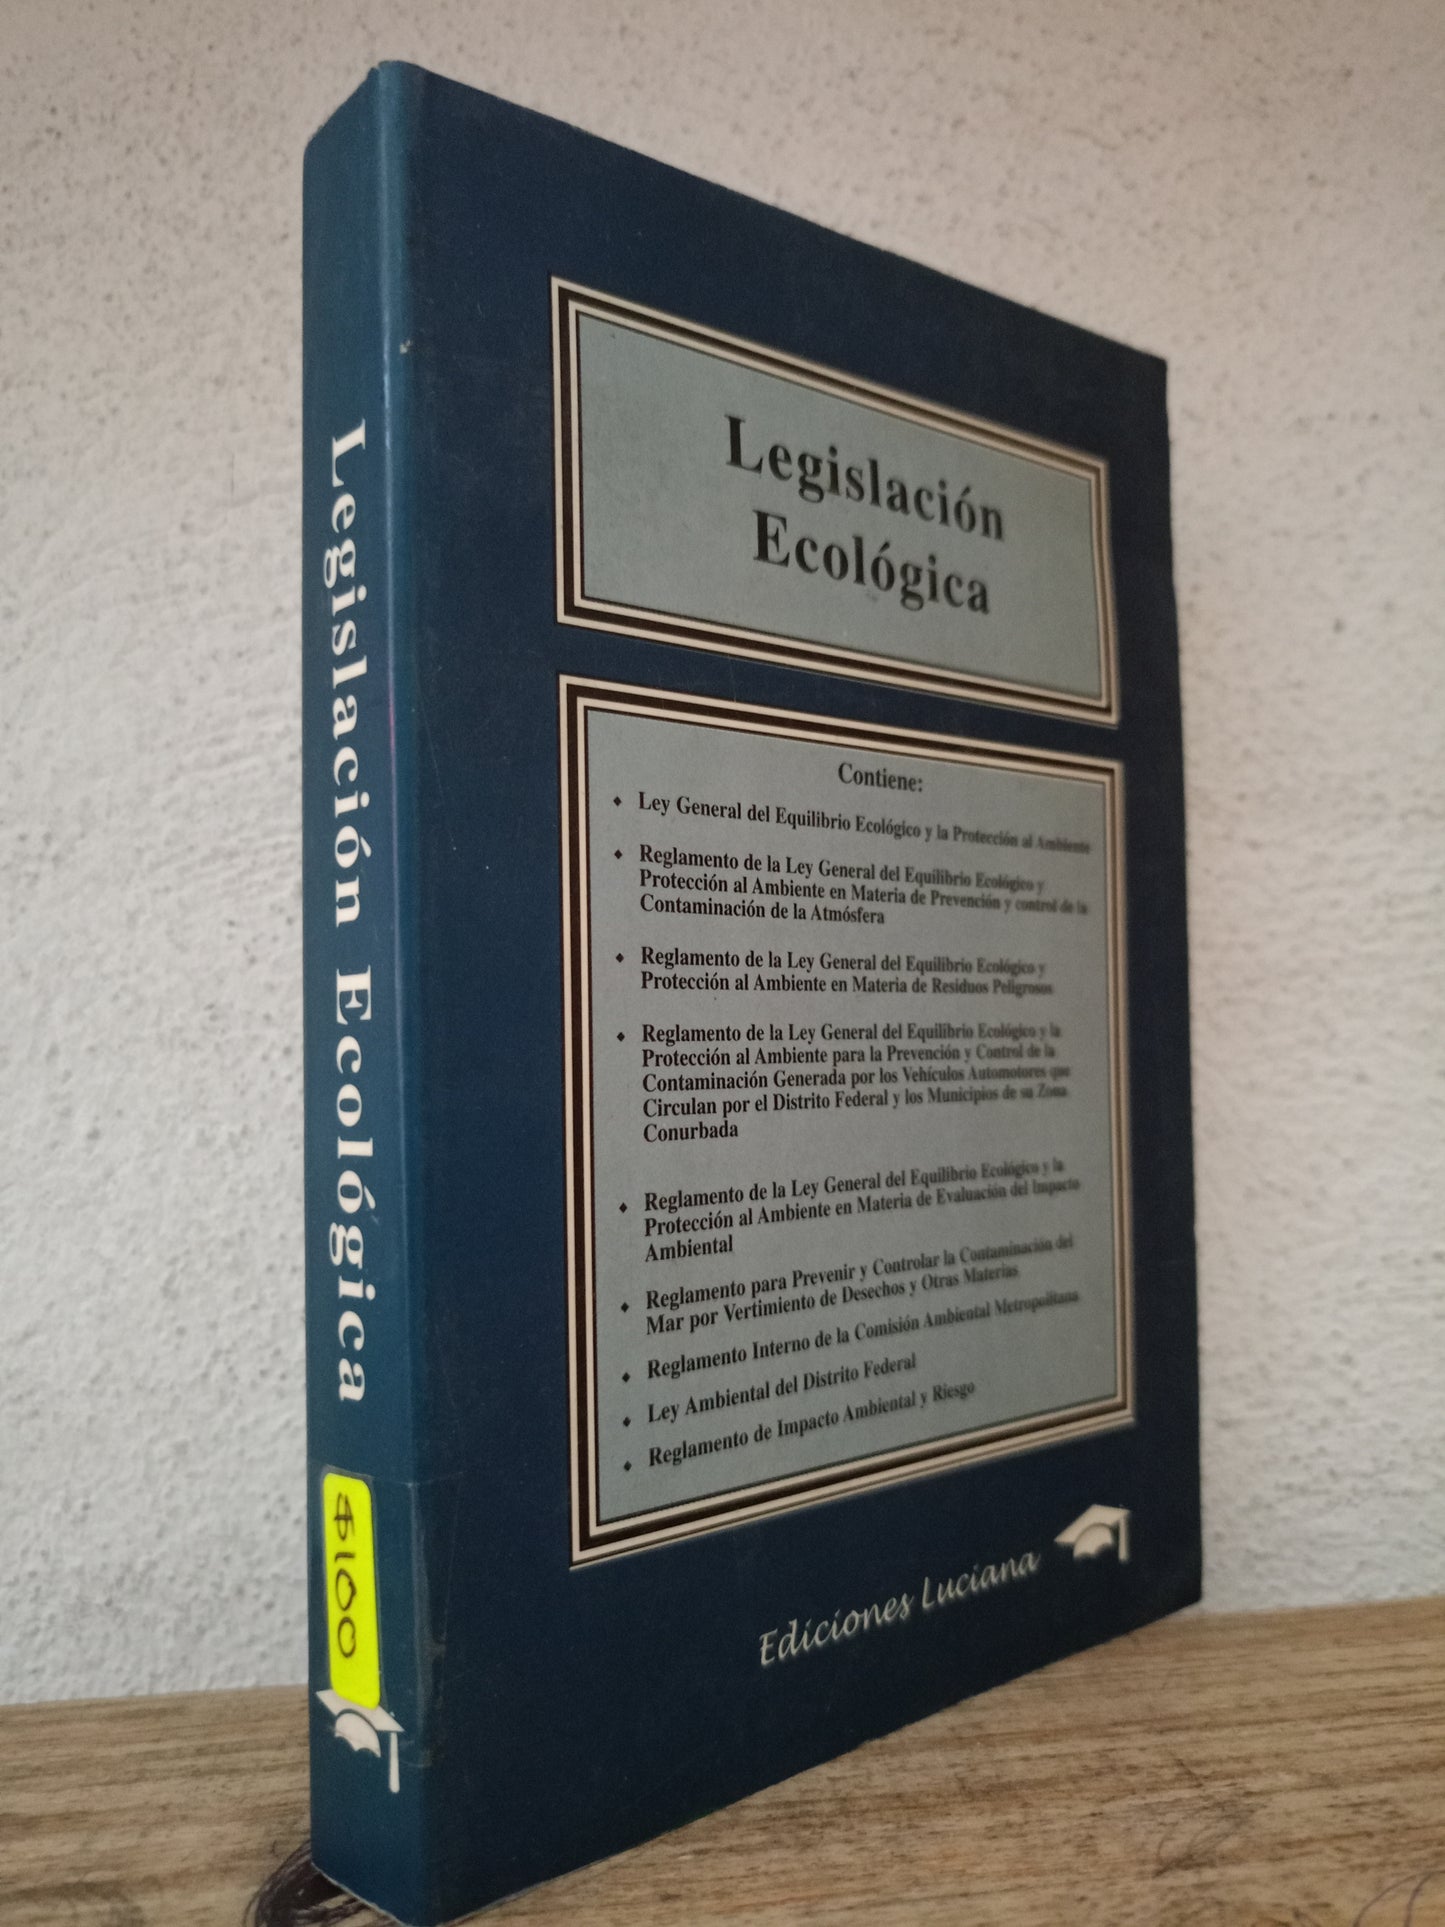 Legislación
Ecológica
Contiene:
◆ Ley General del Equilibrio Ecológico y la Protección al Ambiente
◆ Reglamento de la Ley General del Equilibrio Ecológico y
Protección al Ambiente en Materia de Prevención y control de la
Contaminación de la Atmósfera
◆ Reglamento de la Ley General del Equilibrio Ecológico y
Protección al Ambiente en Materia de Residuos Peligrosos
◆ Reglamento de la Ley General del Equilibrio Ecológico y la
Protección al Ambiente para la Prevención y Control de la
Contaminación Generada por los Vehículos Automotores que
Circulan por el Distrito Federal y los Municipios de su Zona
Conurbada
◆ Reglamento de la Ley General del Equilibrio Ecológico y la
Protección al Ambiente en Materia de Evaluación del Impacto
Ambiental
◆ Reglamento para Prevenir y Controlar la Contaminación del
Mar por Vertimiento de Desechos y Otras Materias
◆ Reglamento Interno de la Comisión Ambiental Metropolitana
◆ Ley Ambiental del Distrito Federal
◆ Reglamento de Impacto Ambiental y Riesgo
Ediciones Luciana
Legislación Ecológica
$100